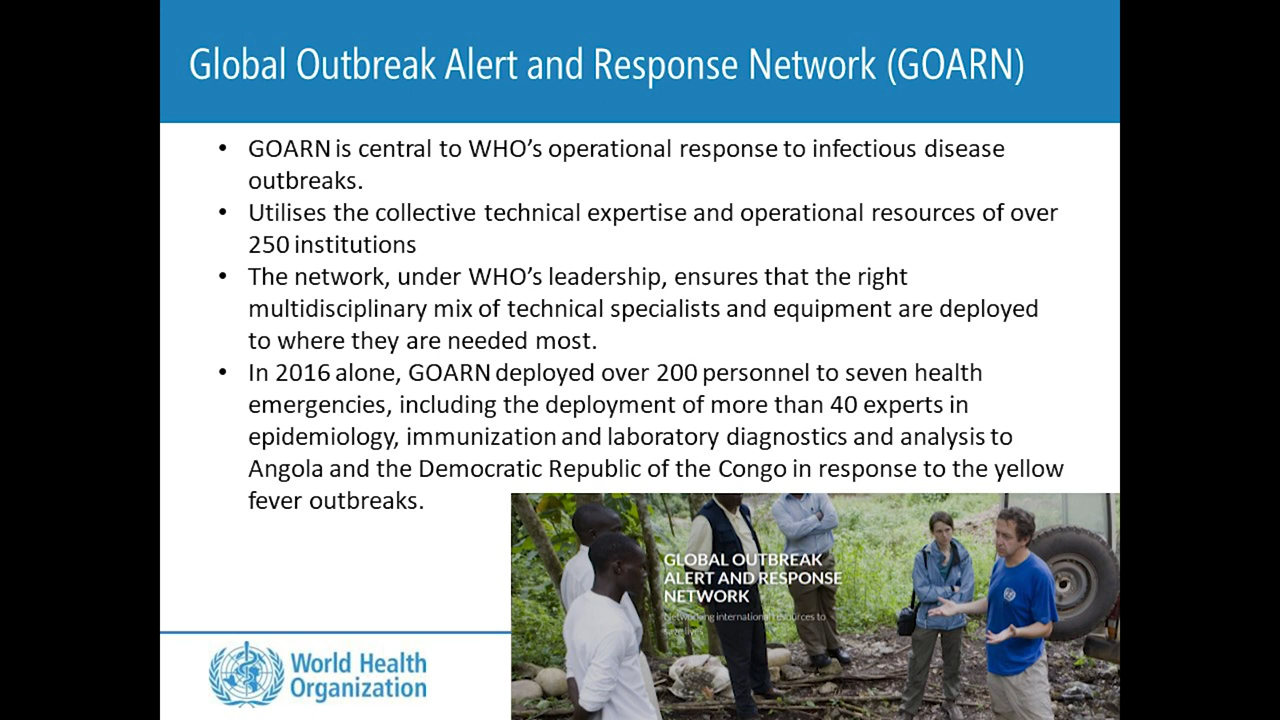 Global Outbreak Alert and Response Network (GOARN)
• GOARN is central to WHO’s operational response to infectious disease
outbreaks.
• Utilises the collective technical expertise and operational resources of over
250 institutions
• The network, under WHO’s leadership, ensures that the right
multidisciplinary mix of technical specialists and equipment are deployed
to where they are needed most.
• In 2016 alone, GOARN deployed over 200 personnel to seven health
emergencies, including the deployment of more than 40 experts in
epidemiology, immunization and laboratory diagnostics and analysis to
Angola and the Democratic Republic of the Congo in response to the yellow
fever outbreaks.
GLOBAL OUTBREAK
ALERT AND RESPONSE
NETWORK
Networking international resources to
World Health
Organization